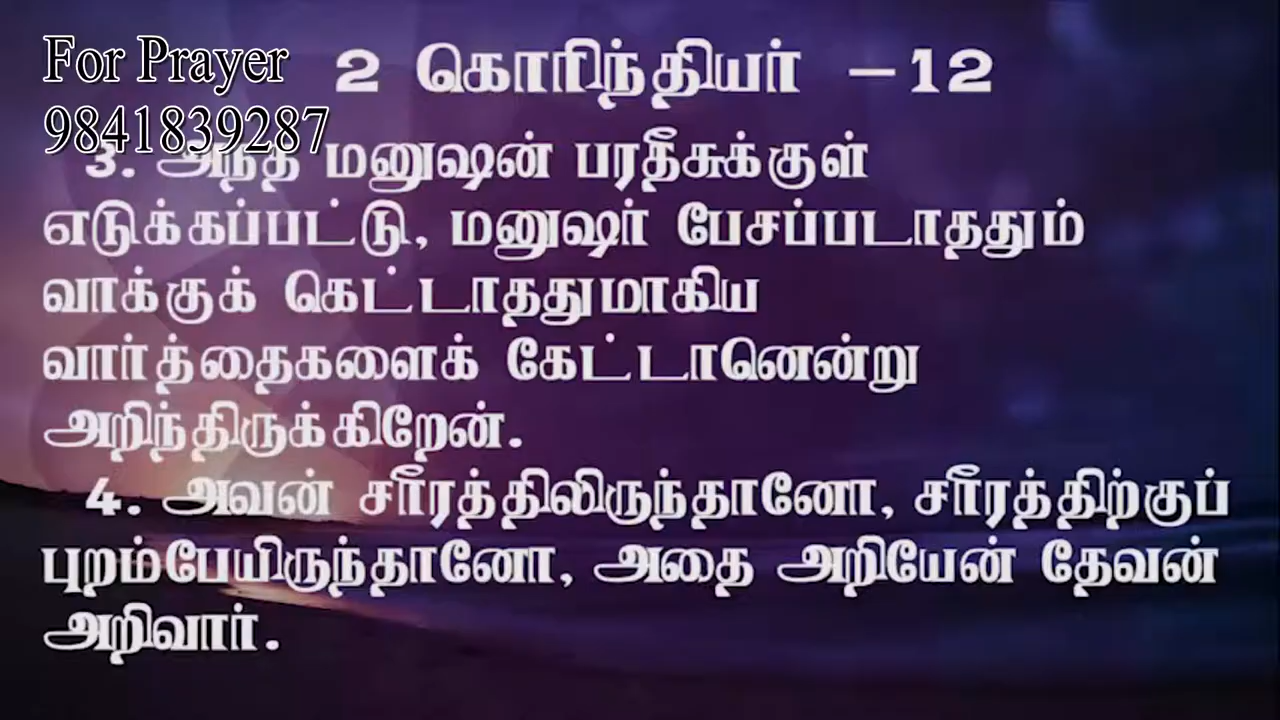 For Prayer
9841839287
2 கொரிந்தியர் – 12
3. அந்த மனுஷன் பரதீசுக்குள்
எடுக்கப்பட்டு, மனுஷர் பேசப்படாததும்
வாக்குக் கெட்டாததுமாகிய
வார்த்தைகளைக் கேட்டானென்று
அறிந்திருக்கிறேன்.
4. அவன் சரீரத்திலிருந்தானோ, சரீரத்திற்குப்
புறம்பேயிருந்தானோ, அதை அறியேன் தேவன்
அறிவார்.